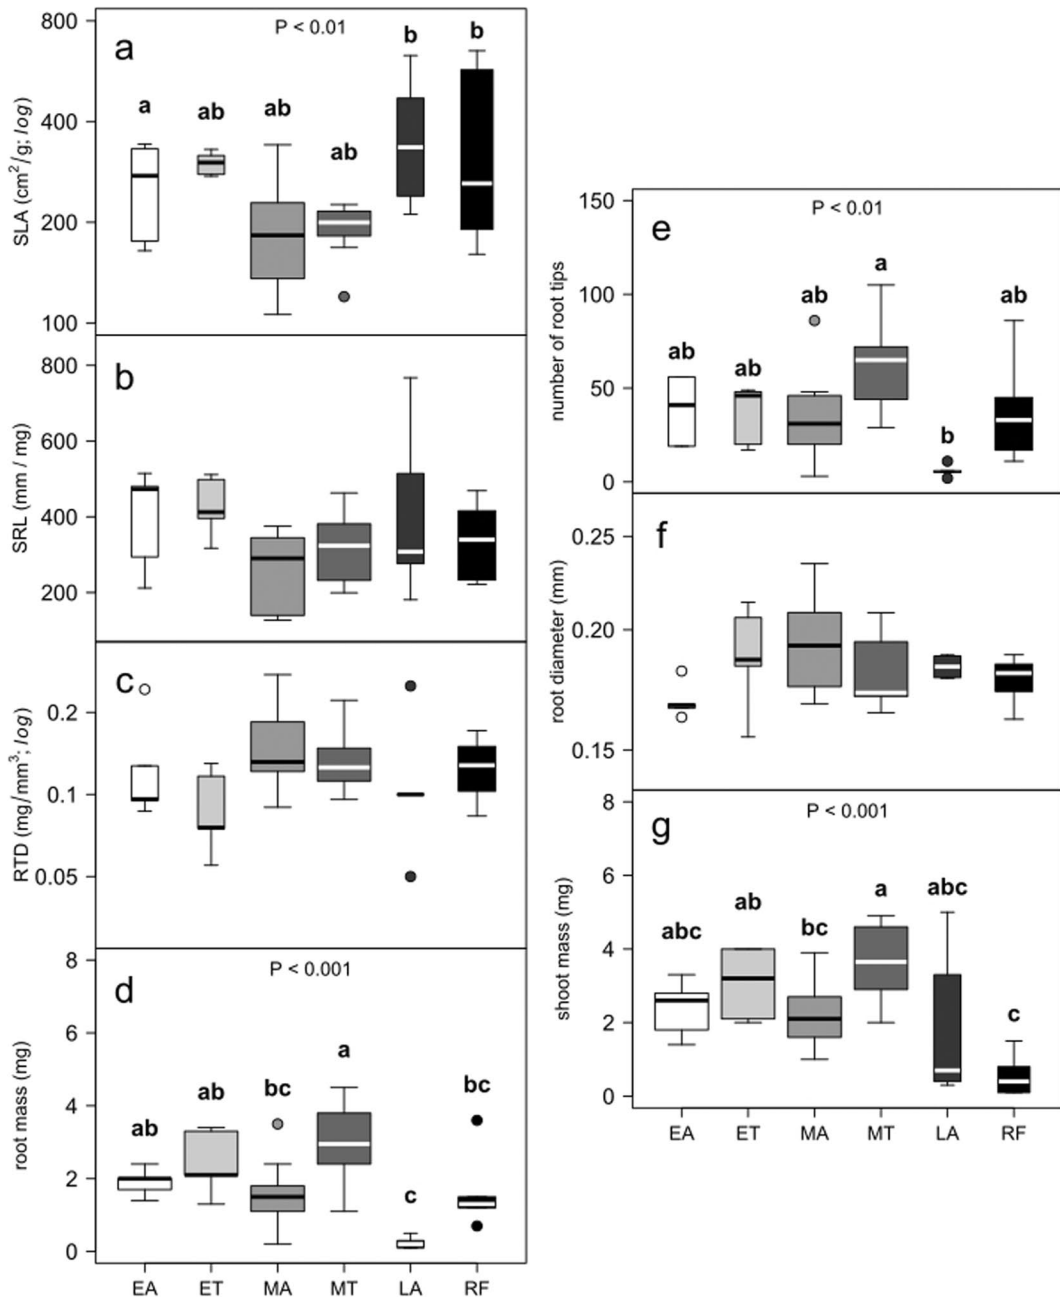 a
P < 0.01
800
400
200
100
SLA (cm²/g; log)
a
ab
ab
ab
b
b
b
800
600
400
200
SRL (mm / mg)
c
0.2
0.1
0.05
RTD (mg/mm³; log)
d
P < 0.001
8
6
4
2
0
root mass (mg)
ab
ab
bc
a
c
bc
EA ET MA MT LA RF
e
P < 0.01
150
100
50
0
number of root tips
ab
ab
ab
a
b
ab
f
0.25
0.20
0.15
root diameter (mm)
g
P < 0.001
8
6
4
2
0
shoot mass (mg)
abc
ab
bc
a
abc
c
EA ET MA MT LA RF